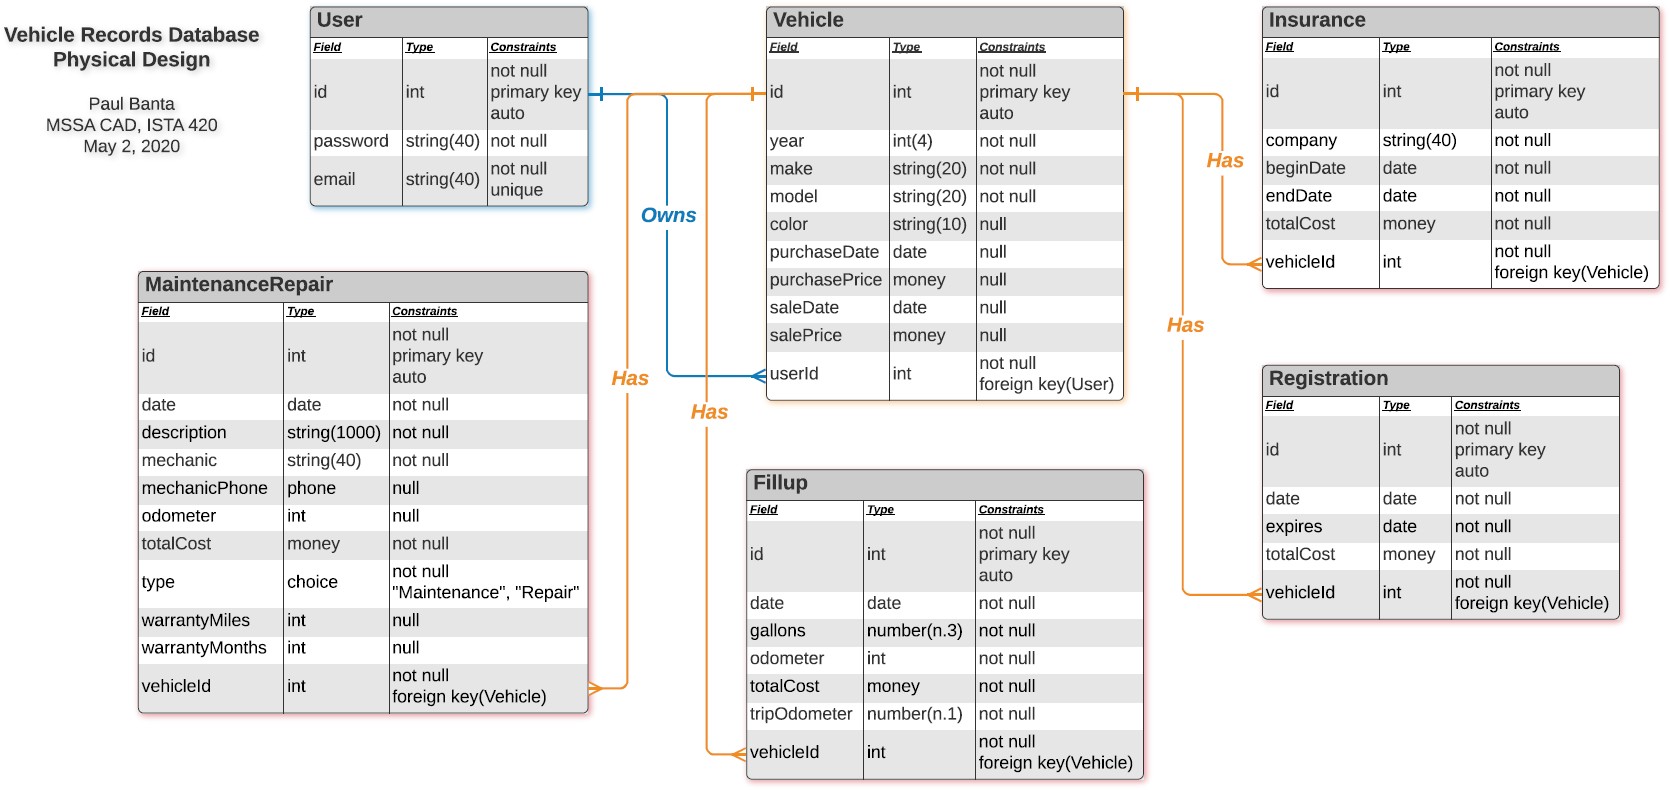 Vehicle Records Database
Physical Design
Paul Banta
MSSA CAD, ISTA 420
May 2, 2020
User
Field Type Constraints
id int not null
primary key
auto
password string(40) not null
email string(40) not null
unique
Vehicle
Field Type Constraints
id int not null
primary key
auto
year int(4) not null
make string(20) not null
model string(20) not null
color string(10) null
purchaseDate date null
purchasePrice money null
saleDate date null
salePrice money null
userId int not null
foreign key(User)
Insurance
Field Type Constraints
id int not null
primary key
auto
company string(40) not null
beginDate date not null
endDate date not null
totalCost money not null
vehicleId int not null
foreign key(Vehicle)
Owns
Has
Has
Has
Has
MaintenanceRepair
Field Type Constraints
id int not null
primary key
auto
date date not null
description string(1000) not null
mechanic string(40) not null
mechanicPhone phone null
odometer int null
totalCost money not null
type choice not null
"Maintenance", "Repair"
warrantyMiles int null
warrantyMonths int null
vehicleId int not null
foreign key(Vehicle)
Fillup
Field Type Constraints
id int not null
primary key
auto
date date not null
gallons number(n.3) not null
odometer int not null
totalCost money not null
tripOdometer number(n.1) not null
vehicleId int not null
foreign key(Vehicle)
Registration
Field Type Constraints
id int not null
primary key
auto
date date not null
expires date not null
totalCost money not null
vehicleId int not null
foreign key(Vehicle)